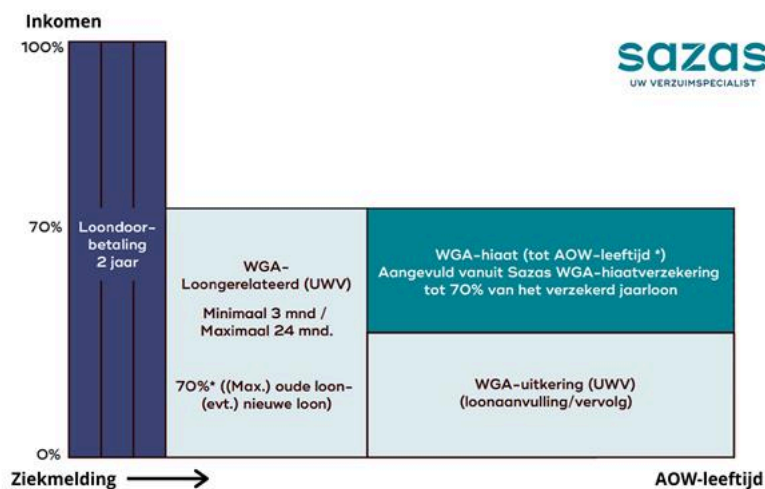 Inkomen
100%
sazas
UW VERZUIMSPECIALIST
70%
Loondoor-
betaling
2 jaar
WGA-
Loongerelateerd (UWV)
Minimaal 3 mnd /
Maximaal 24 mnd.
70%* ((Max.) oude loon-
(evt.) nieuwe loon)
WGA-hiaat (tot AOW-leeftijd *)
Aangevuld vanuit Sazas WGA-hiaatverzekering
tot 70% van het verzekerd jaarloon
WGA-uitkering (UWV)
(loonaanvulling/vervolg)
0%
Ziekmelding
AOW-leeftijd